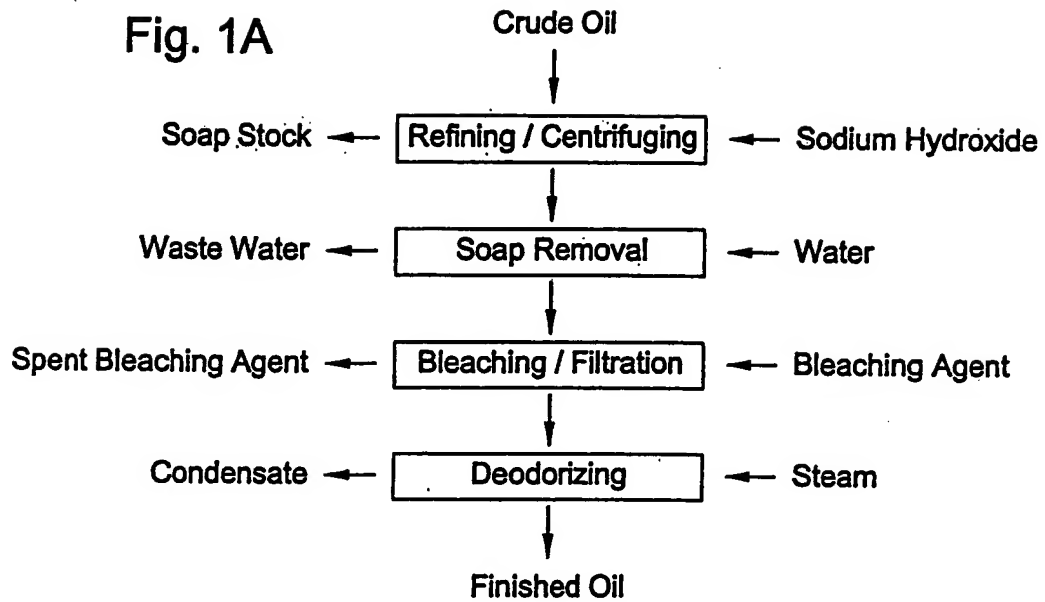 Fig. 1A
Crude Oil
Soap Stock
Refining / Centrifuging
Sodium Hydroxide
Waste Water
Soap Removal
Water
Spent Bleaching Agent
Bleaching / Filtration
Bleaching Agent
Condensate
Deodorizing
Steam
Finished Oil